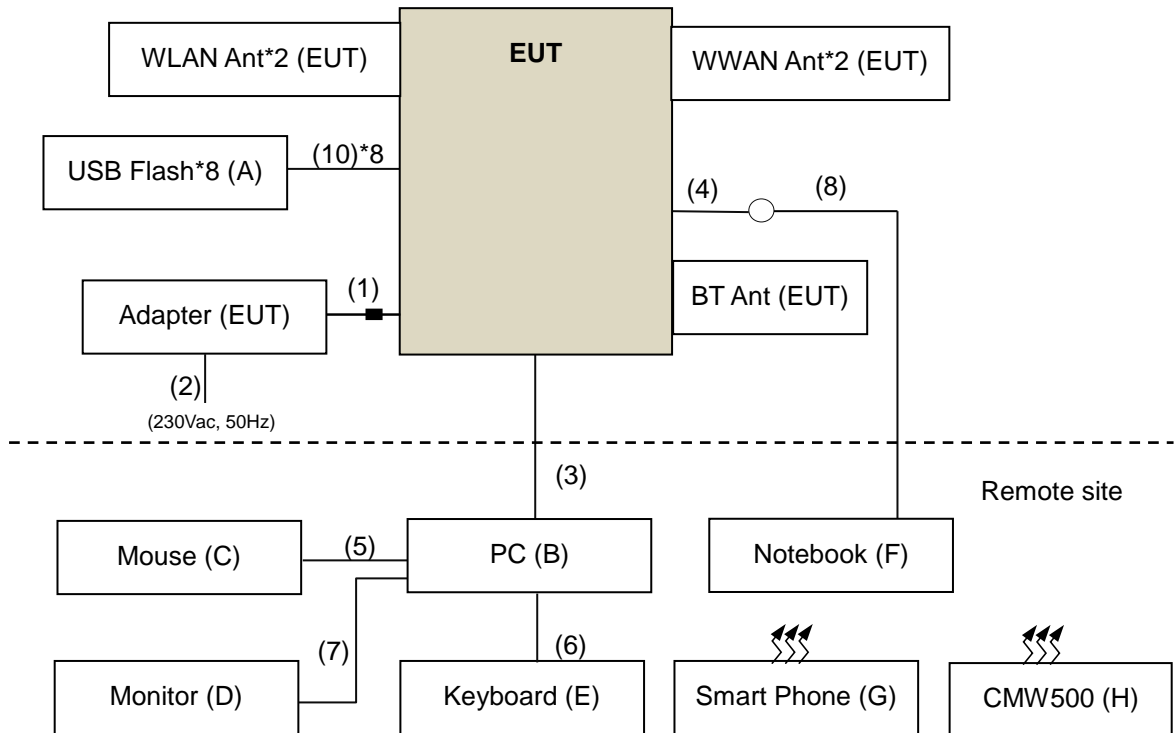 WLAN Ant*2 (EUT)
EUT
WWAN Ant*2 (EUT)
USB Flash*8 (A)
(10)*8
(4)
(8)
Adapter (EUT)
(1)
BT Ant (EUT)
(2)
(230Vac, 50Hz)
(3)
Remote site
Mouse (C)
(5)
PC (B)
Notebook (F)
(7)
(6)
Monitor (D)
Keyboard (E)
Smart Phone (G)
CMW500 (H)